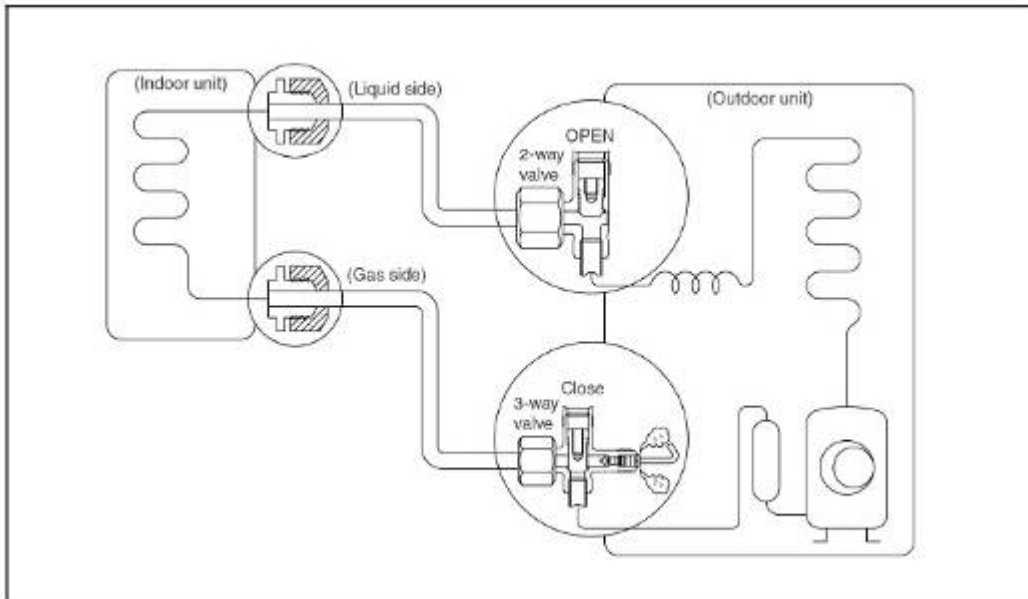 (Indoor unit)
(Liquid side)
(Outdoor unit)
OPEN
2-way
valve
(Gas side)
Close
3-way
valve